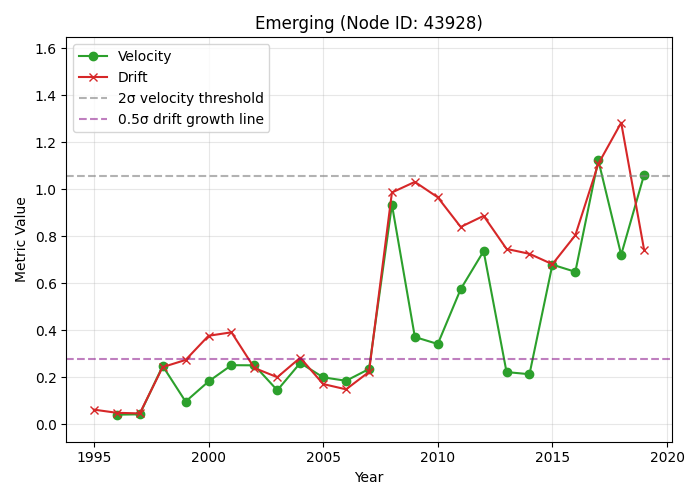 Emerging (Node ID: 43928)
Velocity
Drift
2σ velocity threshold
0.5σ drift growth line
Metric Value
1.6
1.4
1.2
1.0
0.8
0.6
0.4
0.2
0.0
1995 2000 2005 2010 2015 2020
Year